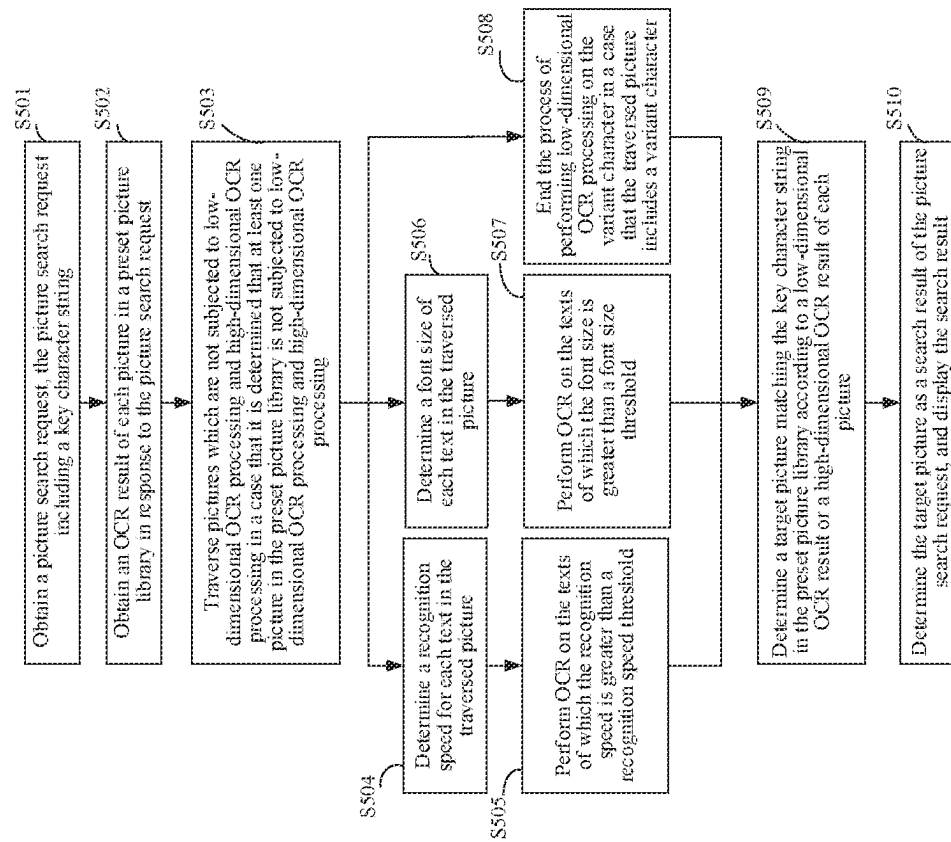 S501
Obtain a picture search request, the picture search request
including a key character string
S502
Obtain an OCR result of each picture in a preset picture
library in response to the picture search request
S503
Traverse pictures which are not subjected to low-
dimensional OCR processing and high-dimensional OCR
processing in a case that it is determined that at least one
picture in the preset picture library is not subjected to low-
dimensional OCR processing and high-dimensional OCR
processing
S504
Determine a recognition
speed for each text in the
traversed picture
S505
Perform OCR on the texts
of which the recognition
speed is greater than a
recognition speed threshold
S506
Determine a font size of
each text in the traversed
picture
S507
Perform OCR on the texts
of which the font size is
greater than a font size
threshold
S508
End the process of
performing low-dimensional
OCR processing on the
variant character in a case
that the traversed picture
includes a variant character
S509
Determine a target picture matching the key character string
in the preset picture library according to a low-dimensional
OCR result or a high-dimensional OCR result of each
picture
S510
Determine the target picture as a search result of the picture
search request, and display the search result